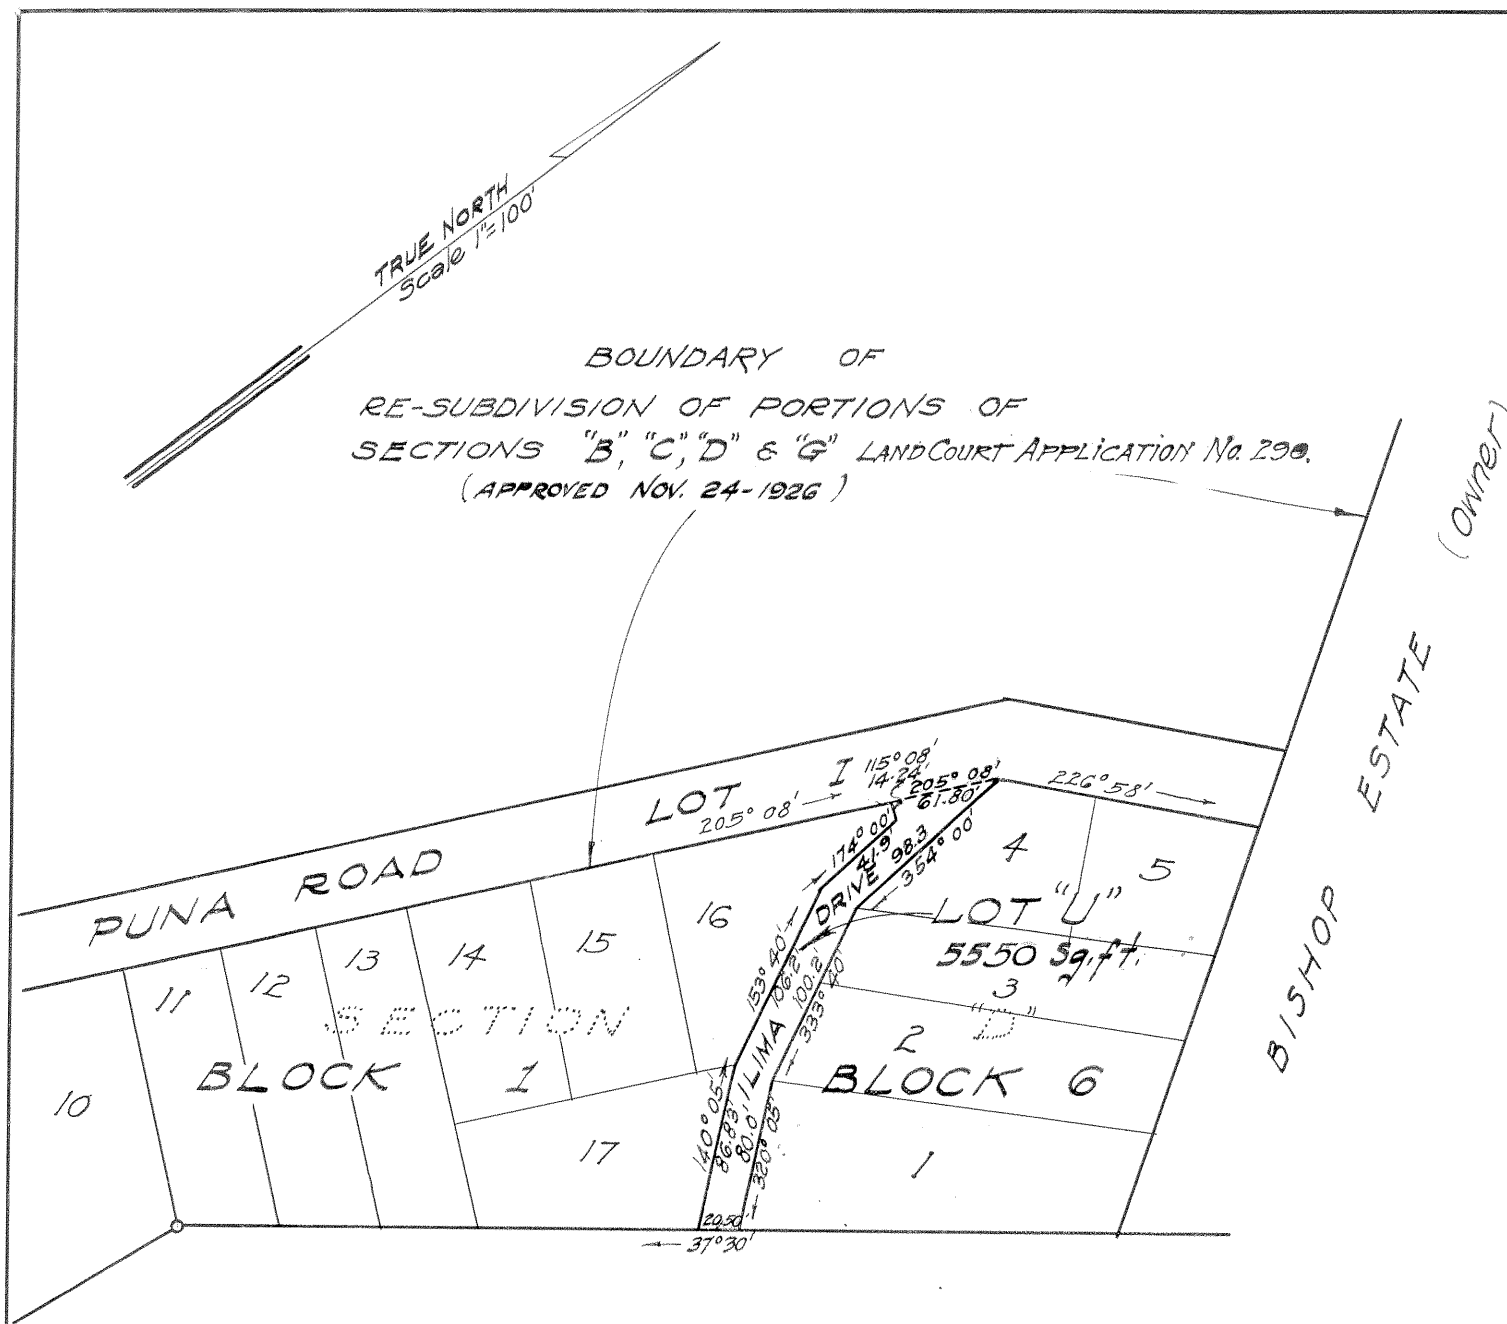 TRUE NORTH
Scale 1"=100'
BOUNDARY OF
RE-SUBDIVISION OF PORTIONS OF
SECTIONS "B", "C", "D" & "G" LAND COURT APPLICATION No. 290.
(APPROVED NOV. 24-1926)
BISHOP ESTATE (Owner)
PUNA ROAD
LOT I
205° 08'
115° 08'
14.24'
205° 08'
61.80'
226° 58'
174° 00'
41.9'
98.3
354° 00'
ILIMA DRIVE
153° 40'
106.2'
100.2'
333° 40'
140° 05'
86.83'
80.0'
320° 05'
20.50'
37° 30'
LOT "U"
5550 Sq. ft.
SECTION "D"
BLOCK 1
BLOCK 6
10
11
12
13
14
15
16
17
4
5
3
2
1